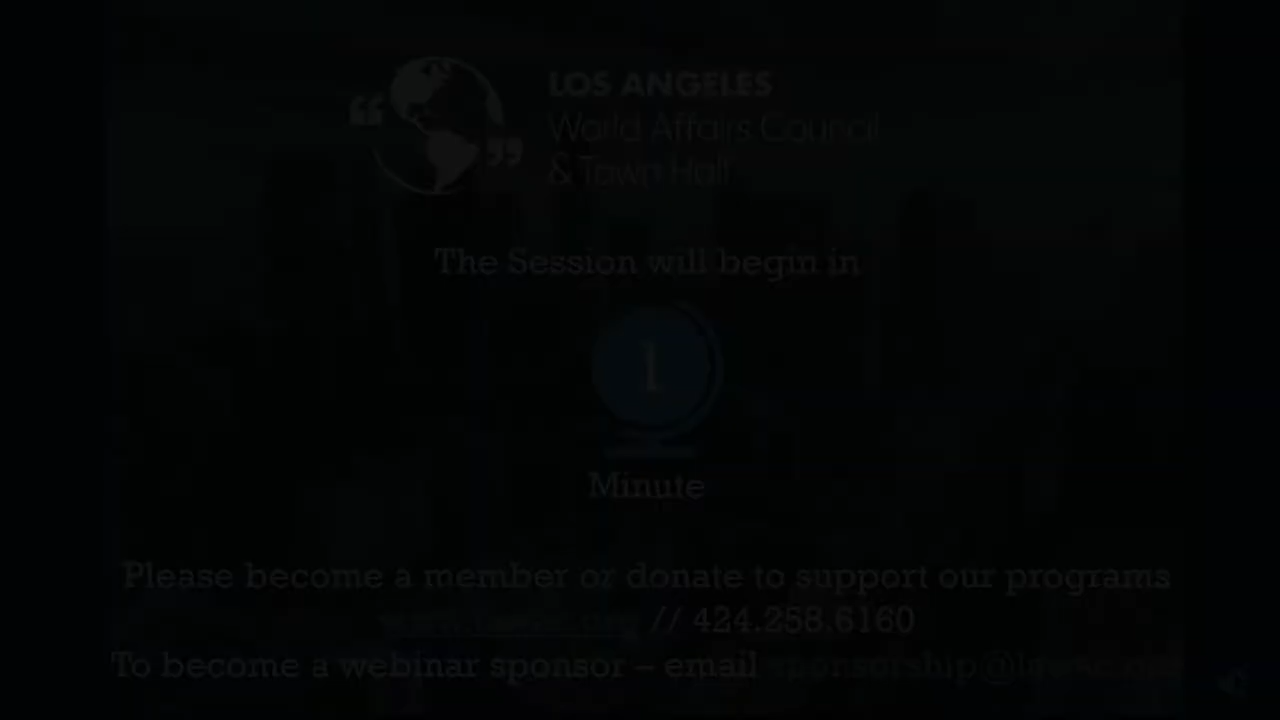 LOS ANGELES
World Affairs Council
& Town Hall
The Session will begin in
1
Minute
Please become a member or donate to support our programs
// 424.258.6160
To become a webinar sponsor – email